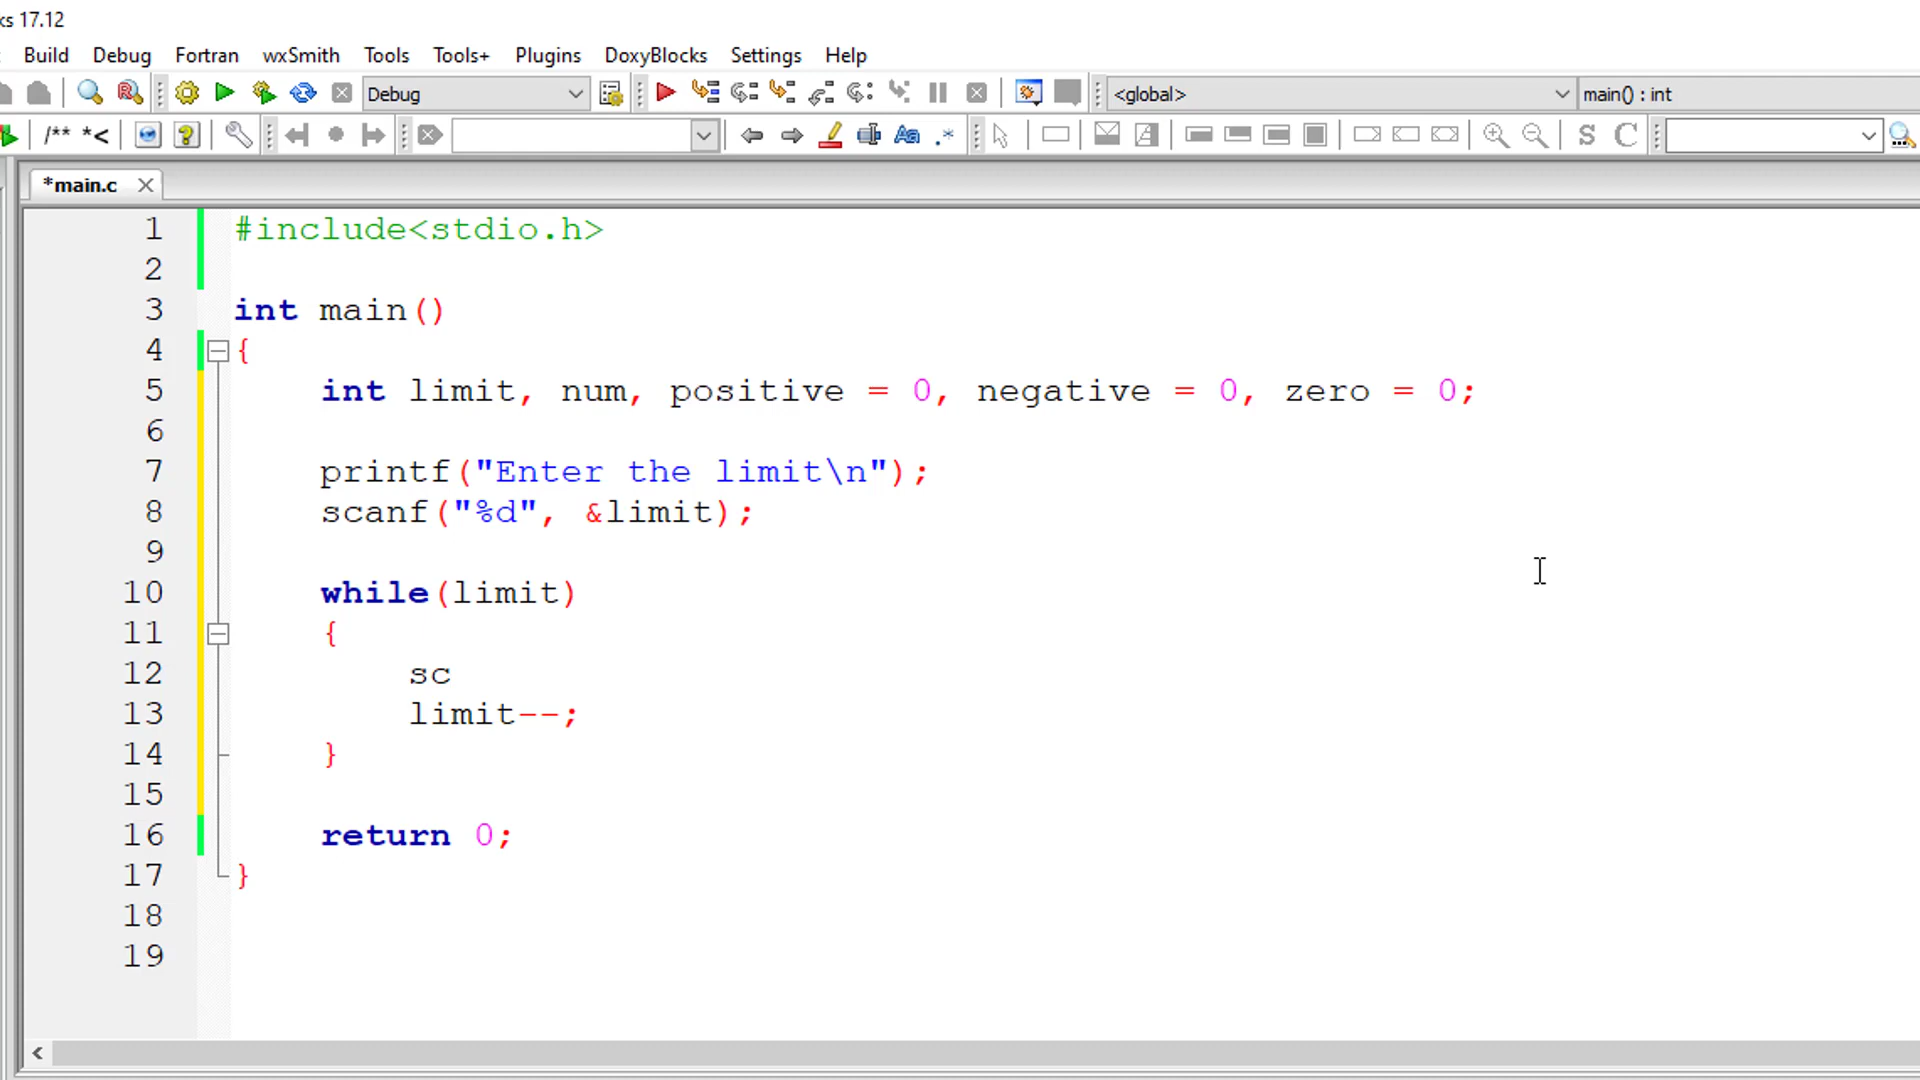 ks 17.12
Build Debug Fortran wxSmith Tools Tools+ Plugins DoxyBlocks Settings Help
Debug <global> main() : int
/** *<
S C
*main.c
1 #include<stdio.h>
2
3 int main()
4 {
5 int limit, num, positive = 0, negative = 0, zero = 0;
6
7 printf("Enter the limit\n");
8 scanf("%d", &limit);
9
10 while(limit)
11 {
12 sc
13 limit--;
14 }
15
16 return 0;
17 }
18
19